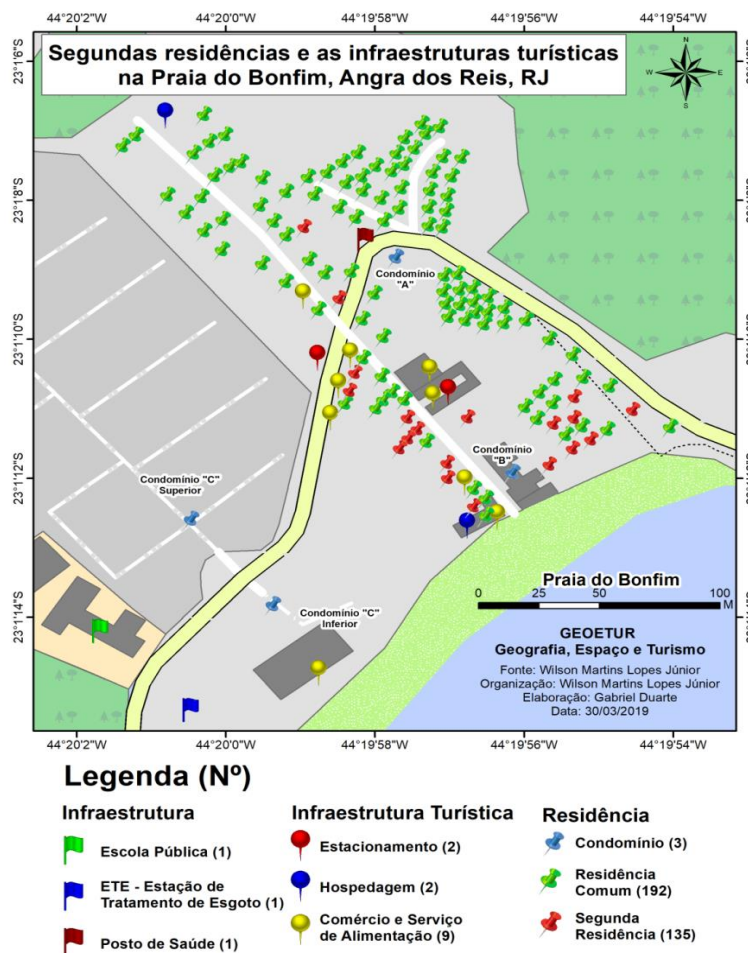 44°20'2"W 44°20'0"W 44°19'58"W 44°19'56"W 44°19'54"W
Segundas residências e as infraestruturas turísticas
na Praia do Bonfim, Angra dos Reis, RJ
N
W E
S
23°1'6"S
23°1'8"S
23°1'10"S
23°1'12"S
23°1'14"S
Condomínio
"A"
Condomínio
"B"
Condomínio "C"
Superior
Condomínio "C"
Inferior
Praia do Bonfim
0 25 50 100
M
GEOETUR
Geografia, Espaço e Turismo
Fonte: Wilson Martins Lopes Júnior
Organização: Wilson Martins Lopes Júnior
Elaboração: Gabriel Duarte
Data: 30/03/2019
44°20'2"W 44°20'0"W 44°19'58"W 44°19'56"W 44°19'54"W
Legenda (Nº)
Infraestrutura
Escola Pública (1)
ETE - Estação de
Tratamento de Esgoto (1)
Posto de Saúde (1)
Infraestrutura Turística
Estacionamento (2)
Hospedagem (2)
Comércio e Serviço
de Alimentação (9)
Residência
Condomínio (3)
Residência
Comum (192)
Segunda
Residência (135)